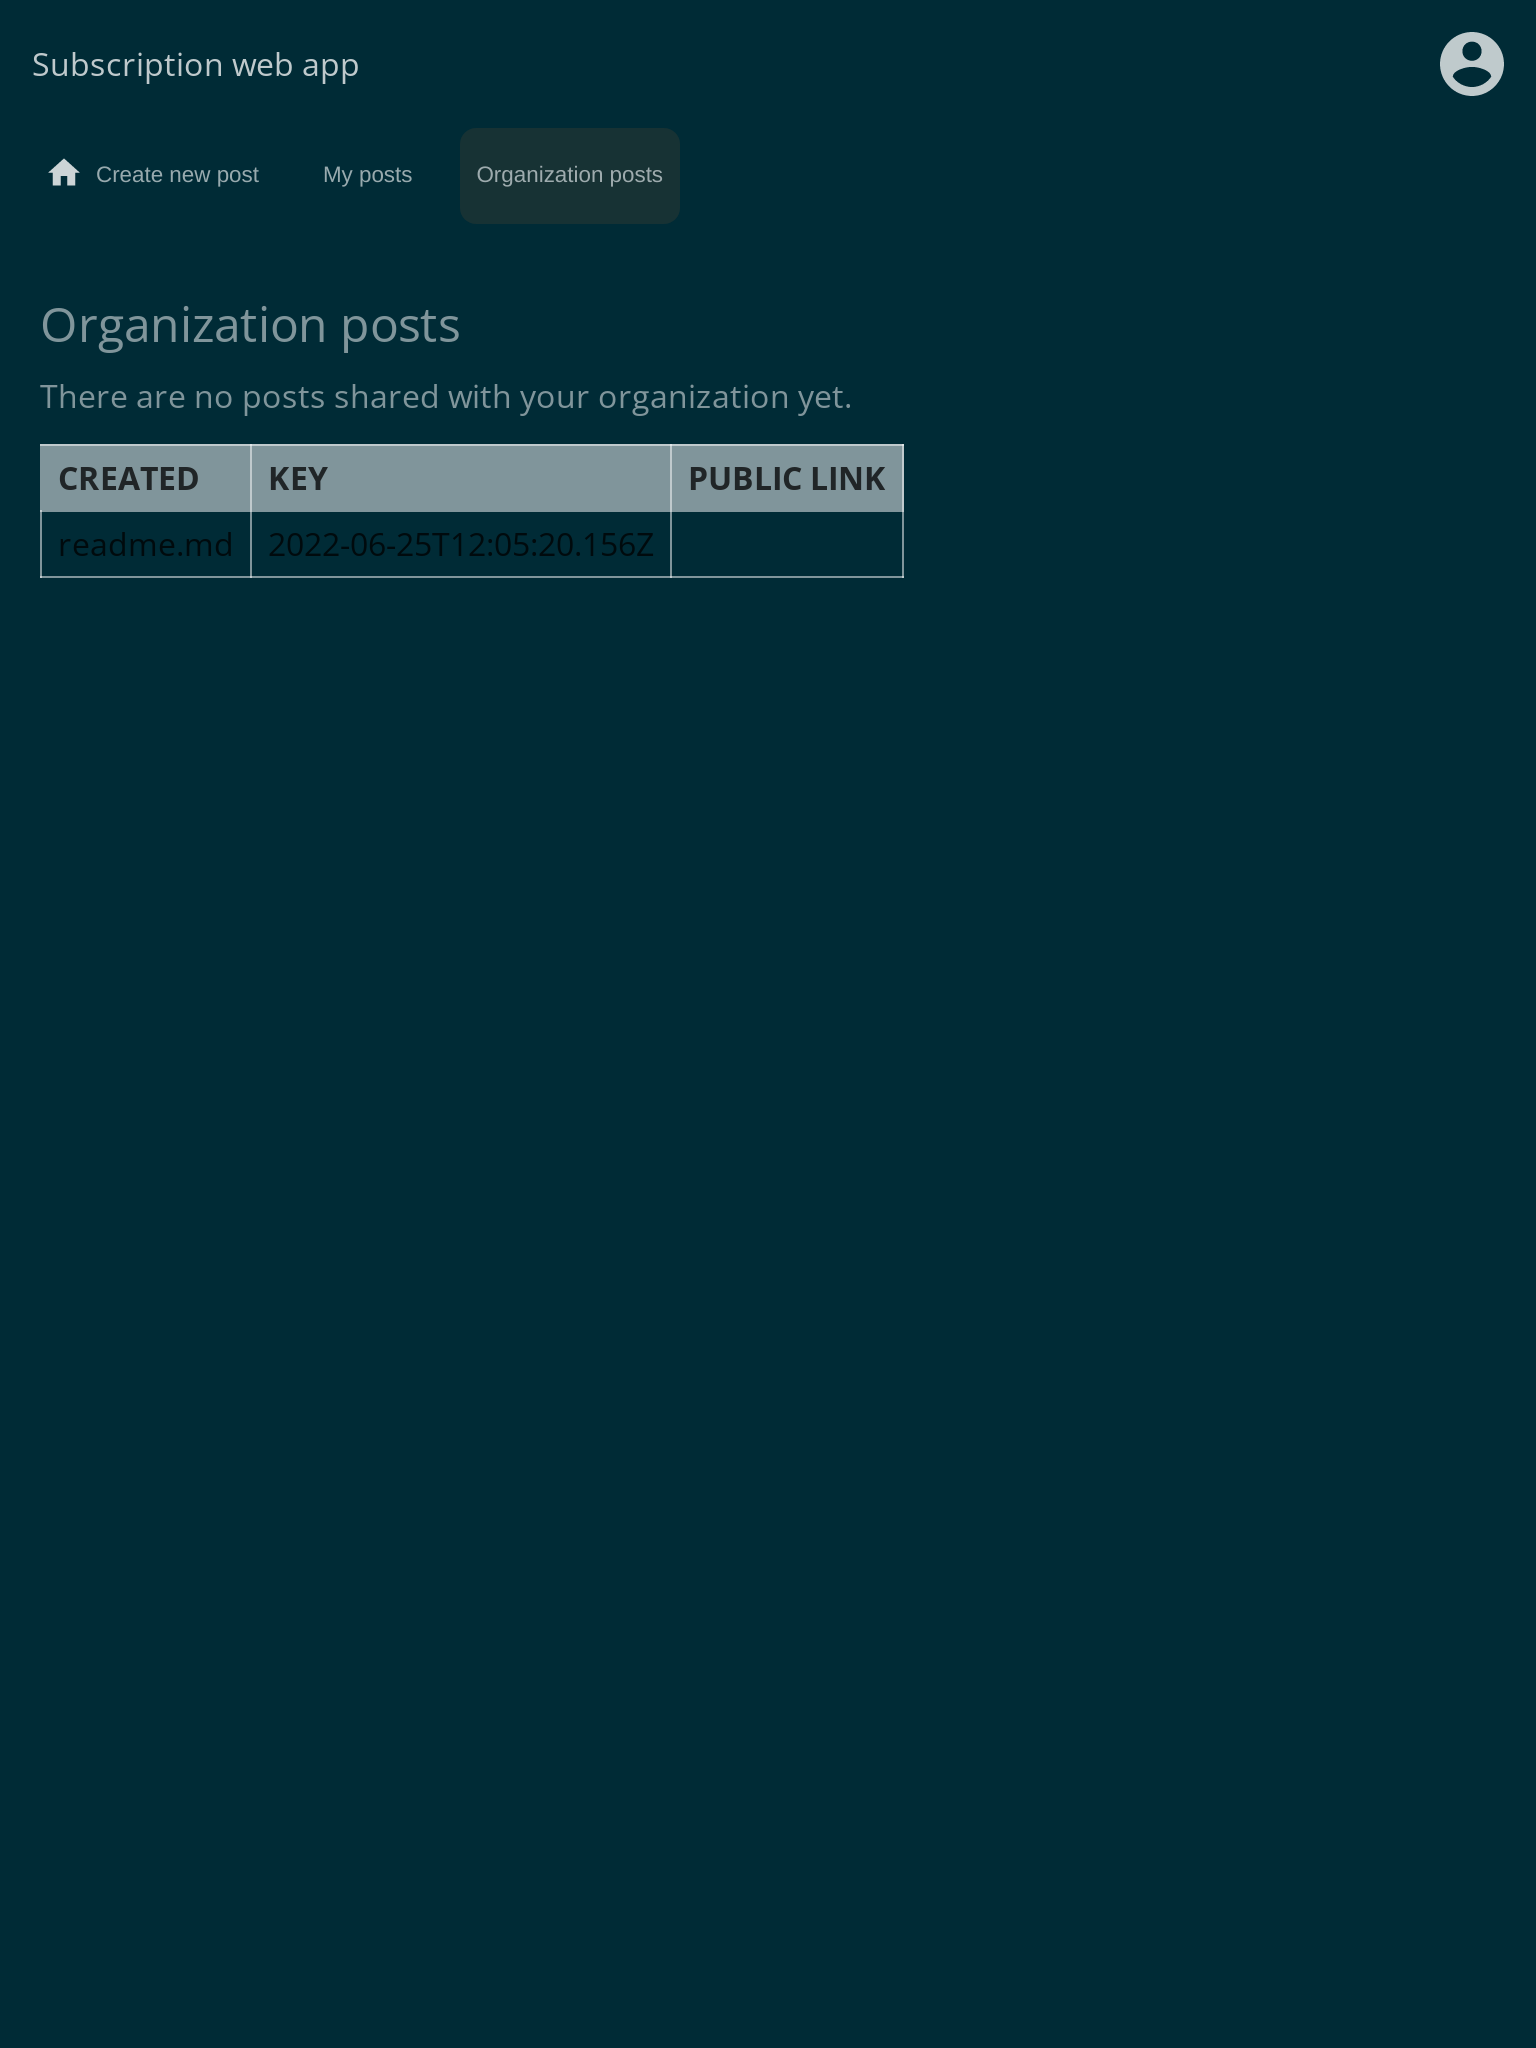 Subscription web app
Create new post My posts Organization posts
Organization posts
There are no posts shared with your organization yet.
CREATED KEY PUBLIC LINK
readme.md 2022-06-25T12:05:20.156Z